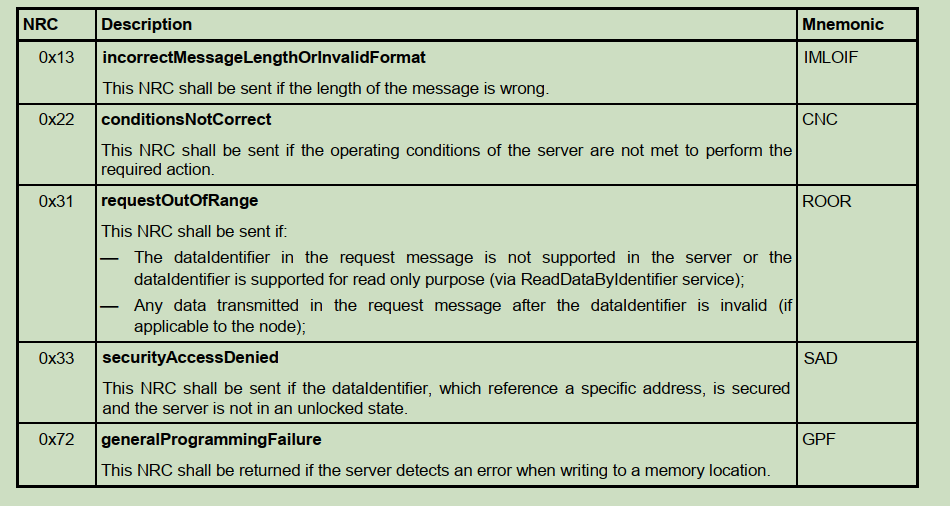 NRC Description Mnemonic
0x13 incorrectMessageLengthOrInvalidFormat IMLOIF
This NRC shall be sent if the length of the message is wrong.
0x22 conditionsNotCorrect CNC
This NRC shall be sent if the operating conditions of the server are not met to perform the
required action.
0x31 requestOutOfRange ROOR
This NRC shall be sent if:
— The dataIdentifier in the request message is not supported in the server or the
dataIdentifier is supported for read only purpose (via ReadDataByIdentifier service);
— Any data transmitted in the request message after the dataIdentifier is invalid (if
applicable to the node);
0x33 securityAccessDenied SAD
This NRC shall be sent if the dataIdentifier, which reference a specific address, is secured
and the server is not in an unlocked state.
0x72 generalProgrammingFailure GPF
This NRC shall be returned if the server detects an error when writing to a memory location.